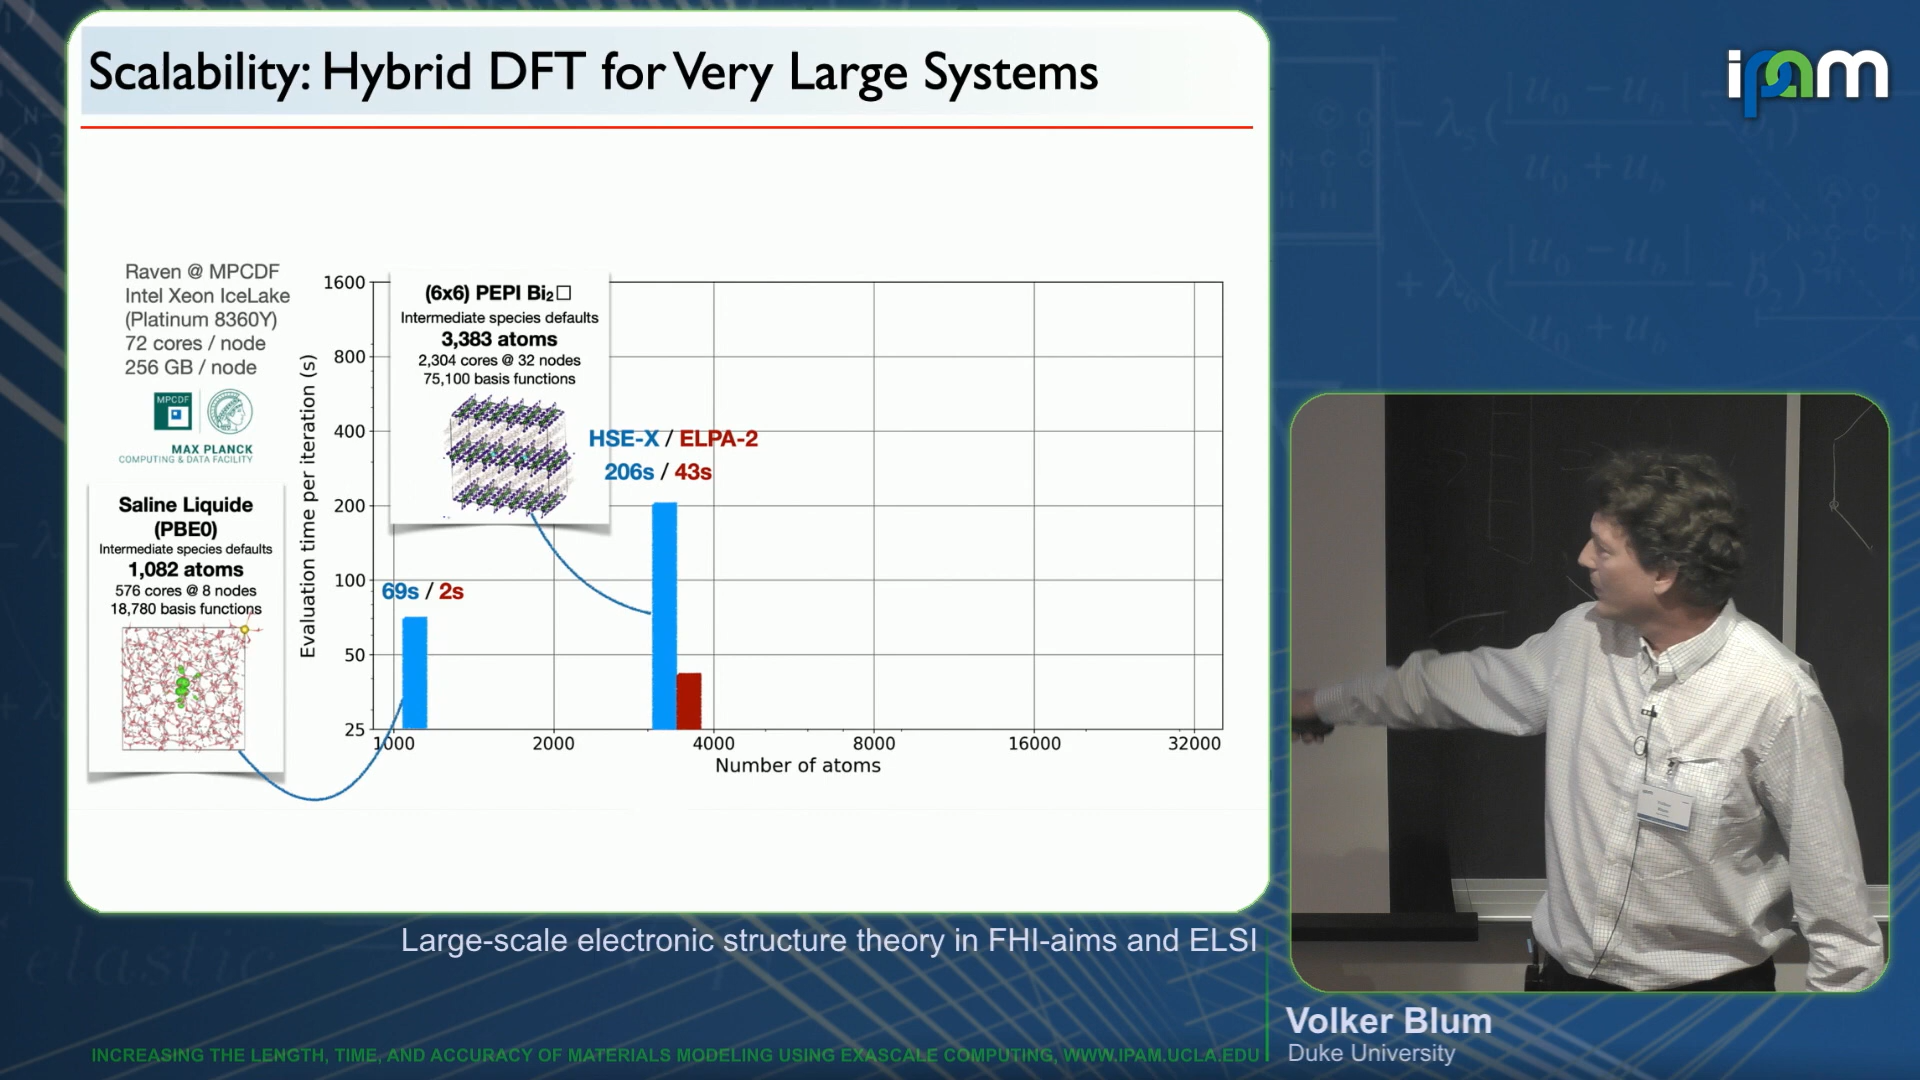 Scalability: Hybrid DFT for Very Large Systems
ipam
Raven @ MPCDF
Intel Xeon IceLake
(Platinum 8360Y)
72 cores / node
256 GB / node
MPCDF
MAX PLANCK
COMPUTING & DATA FACILITY
Saline Liquide
(PBE0)
Intermediate species defaults
1,082 atoms
576 cores @ 8 nodes
18,780 basis functions
(6x6) PEPI Bi₂□
Intermediate species defaults
3,383 atoms
2,304 cores @ 32 nodes
75,100 basis functions
HSE-X / ELPA-2
206s / 43s
69s / 2s
Evaluation time per iteration (s)
1600
800
400
200
100
50
25
1000 2000 4000 8000 16000 32000
Number of atoms
Large-scale electronic structure theory in FHI-aims and ELSI
Volker Blum
Duke University
INCREASING THE LENGTH, TIME, AND ACCURACY OF MATERIALS MODELING USING EXASCALE COMPUTING, WWW.IPAM.UCLA.EDU
elastic